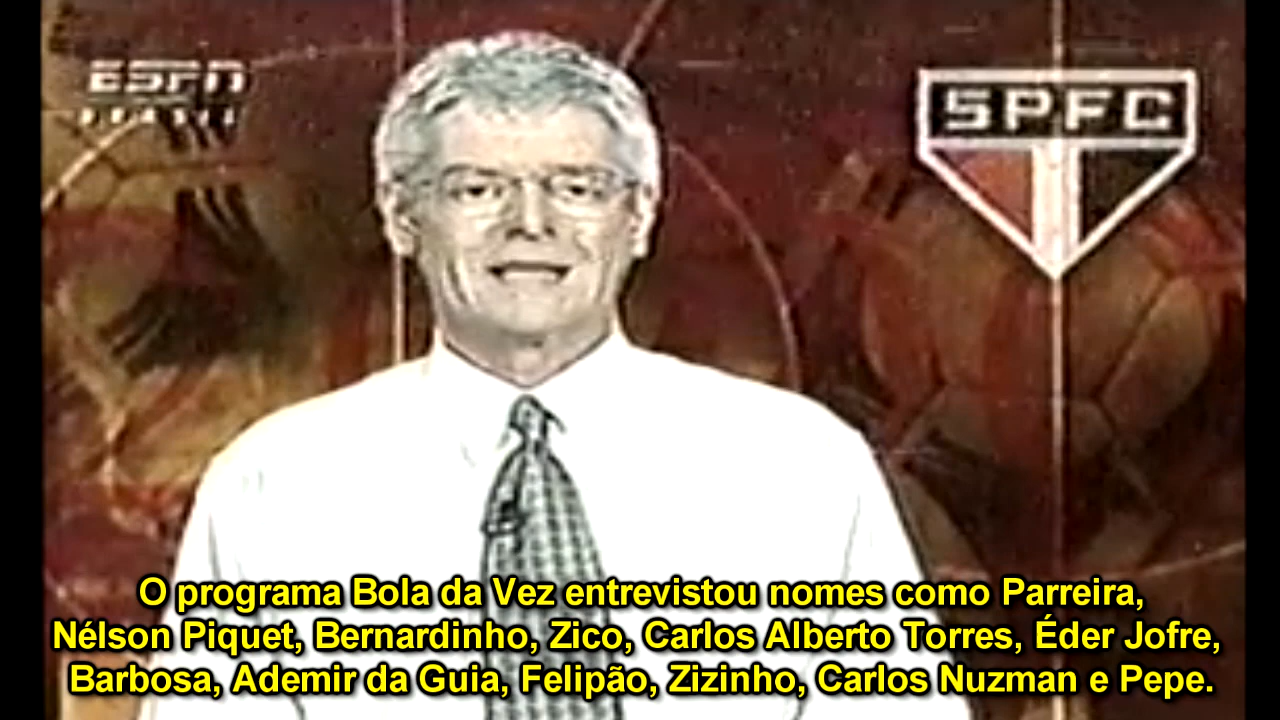 ESPN
BRASIL
SPFC
O programa Bola da Vez entrevistou nomes como Parreira,
Nélson Piquet, Bernardinho, Zico, Carlos Alberto Torres, Éder Jofre,
Barbosa, Ademir da Guia, Felipão, Zizinho, Carlos Nuzman e Pepe.